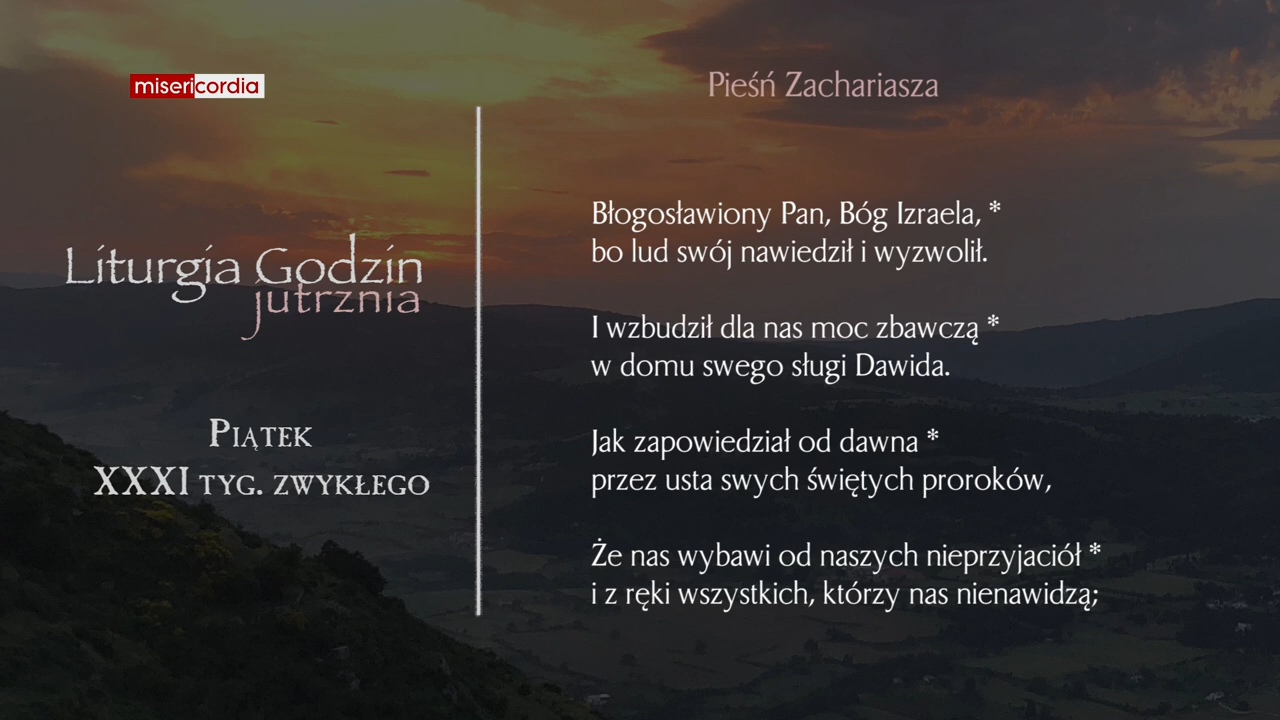 misericordia
Liturgia Godzin
jutrznia
Piątek
XXXI tyg. zwykłego
Pieśń Zachariasza
Błogosławiony Pan, Bóg Izraela, *
bo lud swój nawiedził i wyzwolił.
I wzbudził dla nas moc zbawczą *
w domu swego sługi Dawida.
Jak zapowiedział od dawna *
przez usta swych świętych proroków,
Że nas wybawi od naszych nieprzyjaciół *
i z ręki wszystkich, którzy nas nienawidzą;